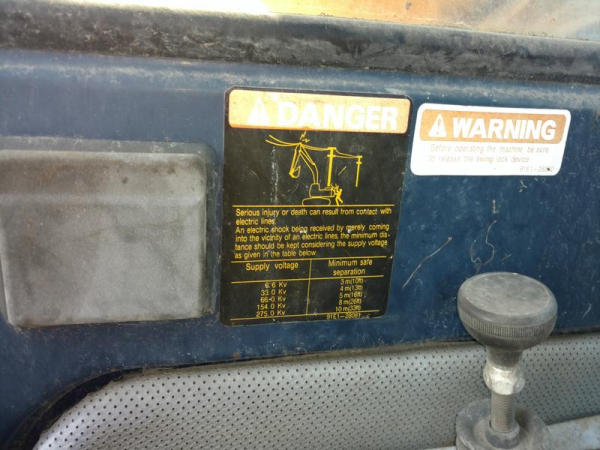 DANGER
Serious injury or death can result from contact with
electric lines.
An electric shock being received by merely coming
into the vicinity of an electric lines, the minimum dis-
tance should be kept considering the supply voltage
as given in the table below.
Supply voltage Minimum safe
separation
6.6 Kv 3 m(10ft)
33.0 Kv 4 m(13ft)
66.0 Kv 5 m(16ft)
154.0 Kv 8 m(26ft)
275.0 Kv 10 m(33ft)
WARNING
Before operating the machine, be sure
to release the swing lock device.